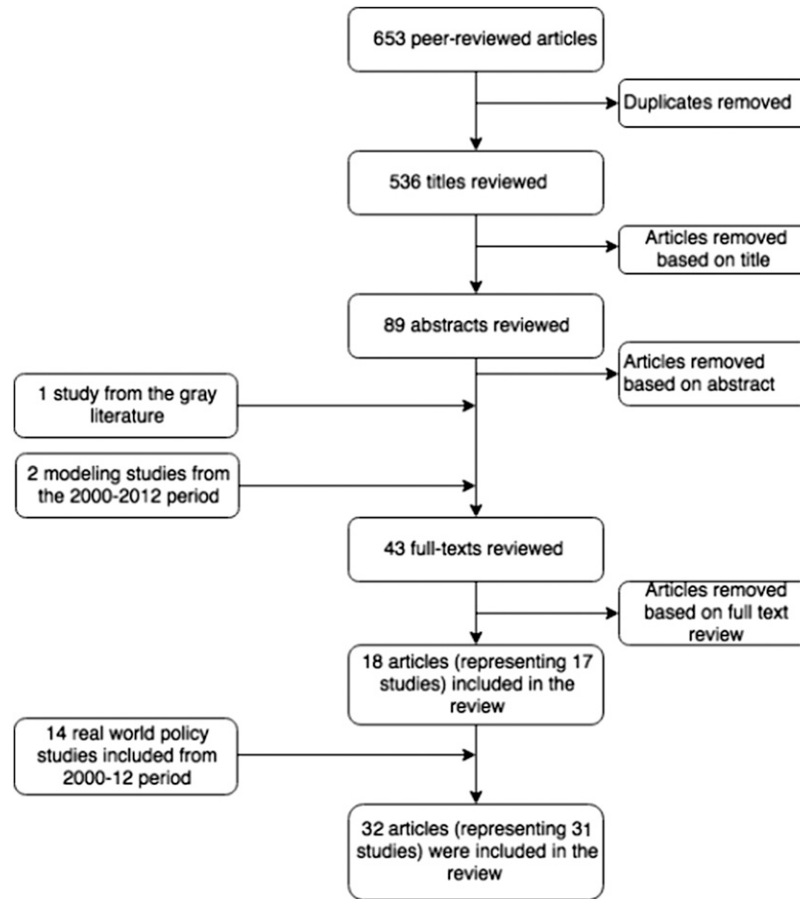 653 peer-reviewed articles
Duplicates removed
536 titles reviewed
Articles removed
based on title
89 abstracts reviewed
Articles removed
based on abstract
1 study from the gray
literature
2 modeling studies from
the 2000-2012 period
43 full-texts reviewed
Articles removed
based on full text
review
18 articles (representing 17
studies) included in the
review
14 real world policy
studies included from
2000-12 period
32 articles (representing 31
studies) were included in the
review